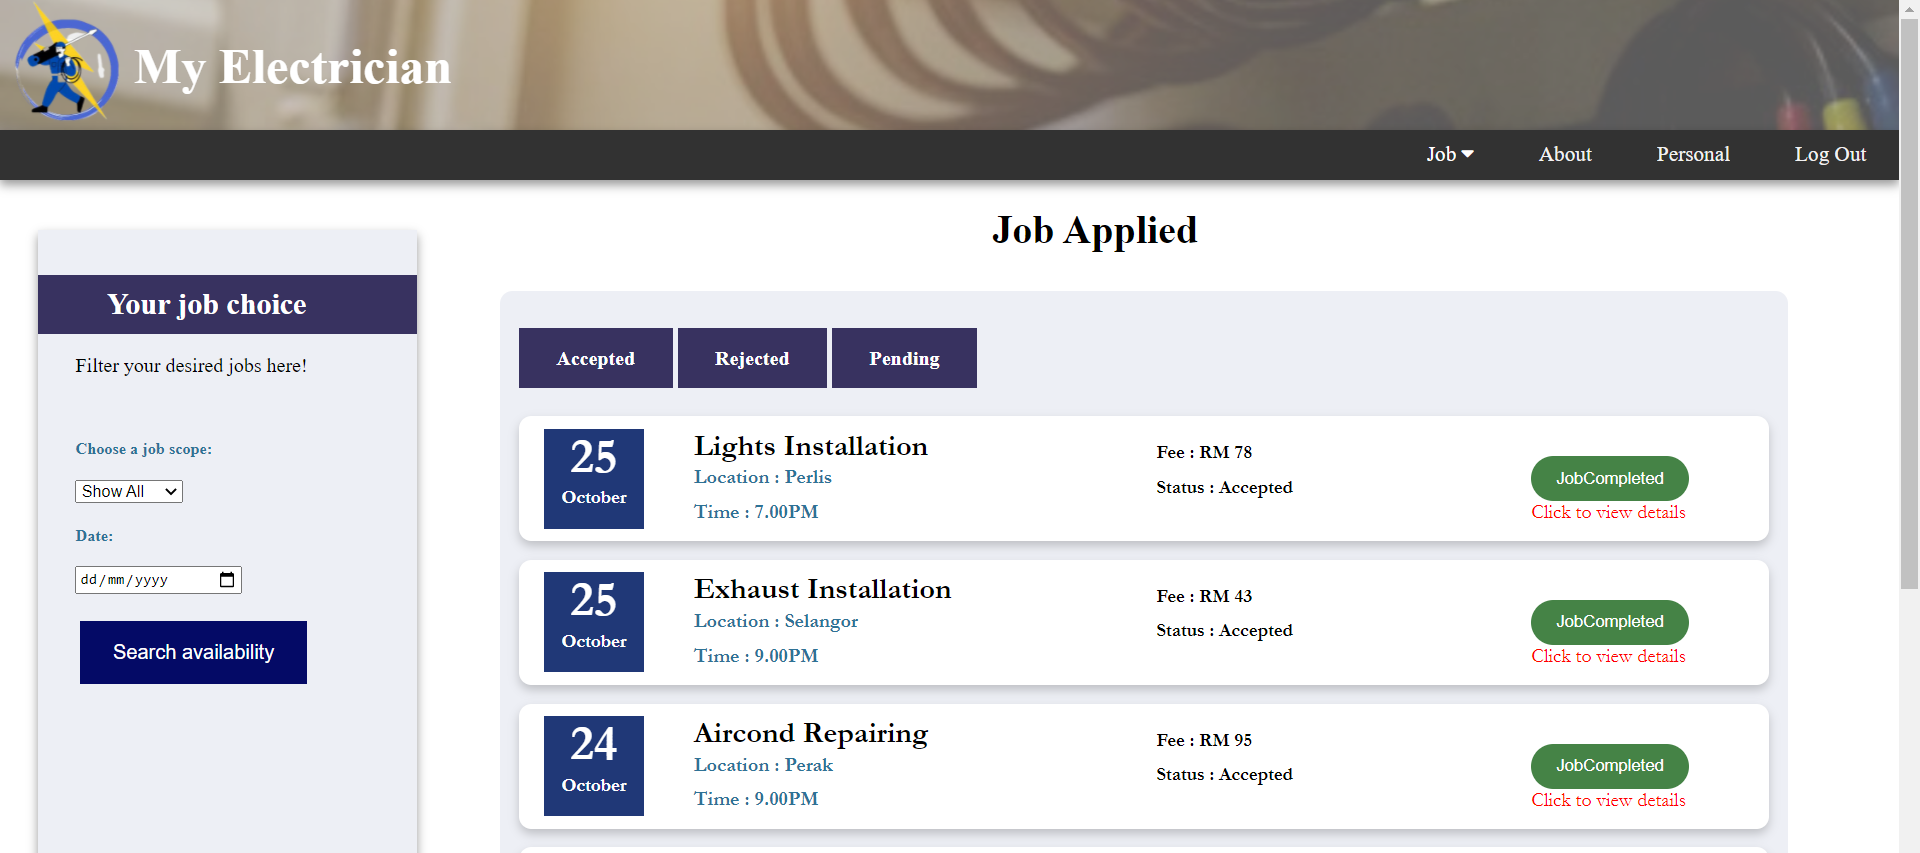 My Electrician
Job
About
Personal
Log Out
Job Applied
Your job choice
Filter your desired jobs here!
Choose a job scope:
Show All
Date:
dd/mm/yyyy
Search availability
Accepted
Rejected
Pending
25
October
Lights Installation
Location : Perlis
Time : 7.00PM
Fee : RM 78
Status : Accepted
JobCompleted
Click to view details
25
October
Exhaust Installation
Location : Selangor
Time : 9.00PM
Fee : RM 43
Status : Accepted
JobCompleted
Click to view details
24
October
Aircond Repairing
Location : Perak
Time : 9.00PM
Fee : RM 95
Status : Accepted
JobCompleted
Click to view details